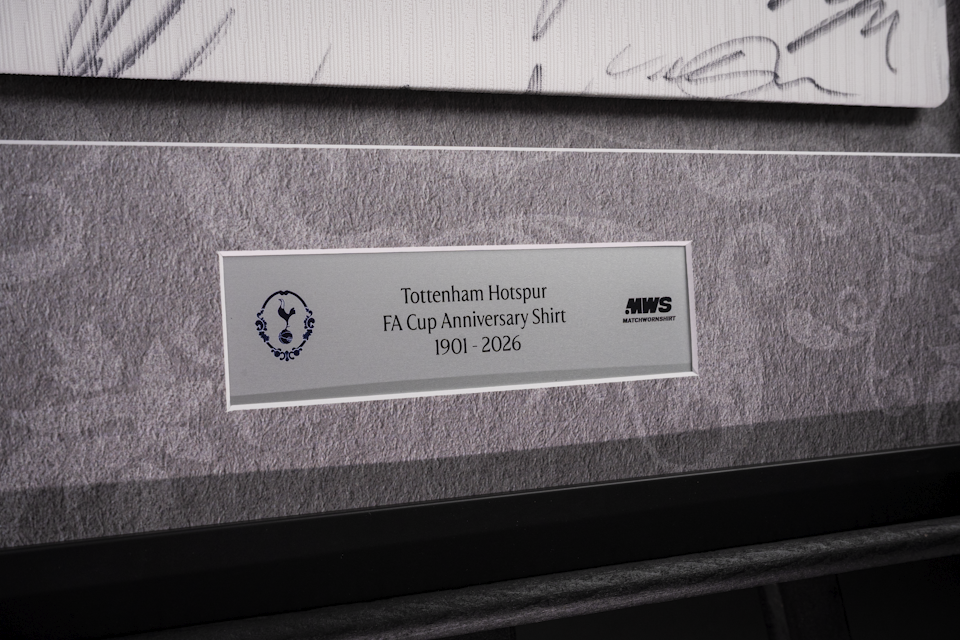 Tottenham Hotspur
FA Cup Anniversary Shirt
1901 - 2026
MWS
MATCHWORNSHIRT